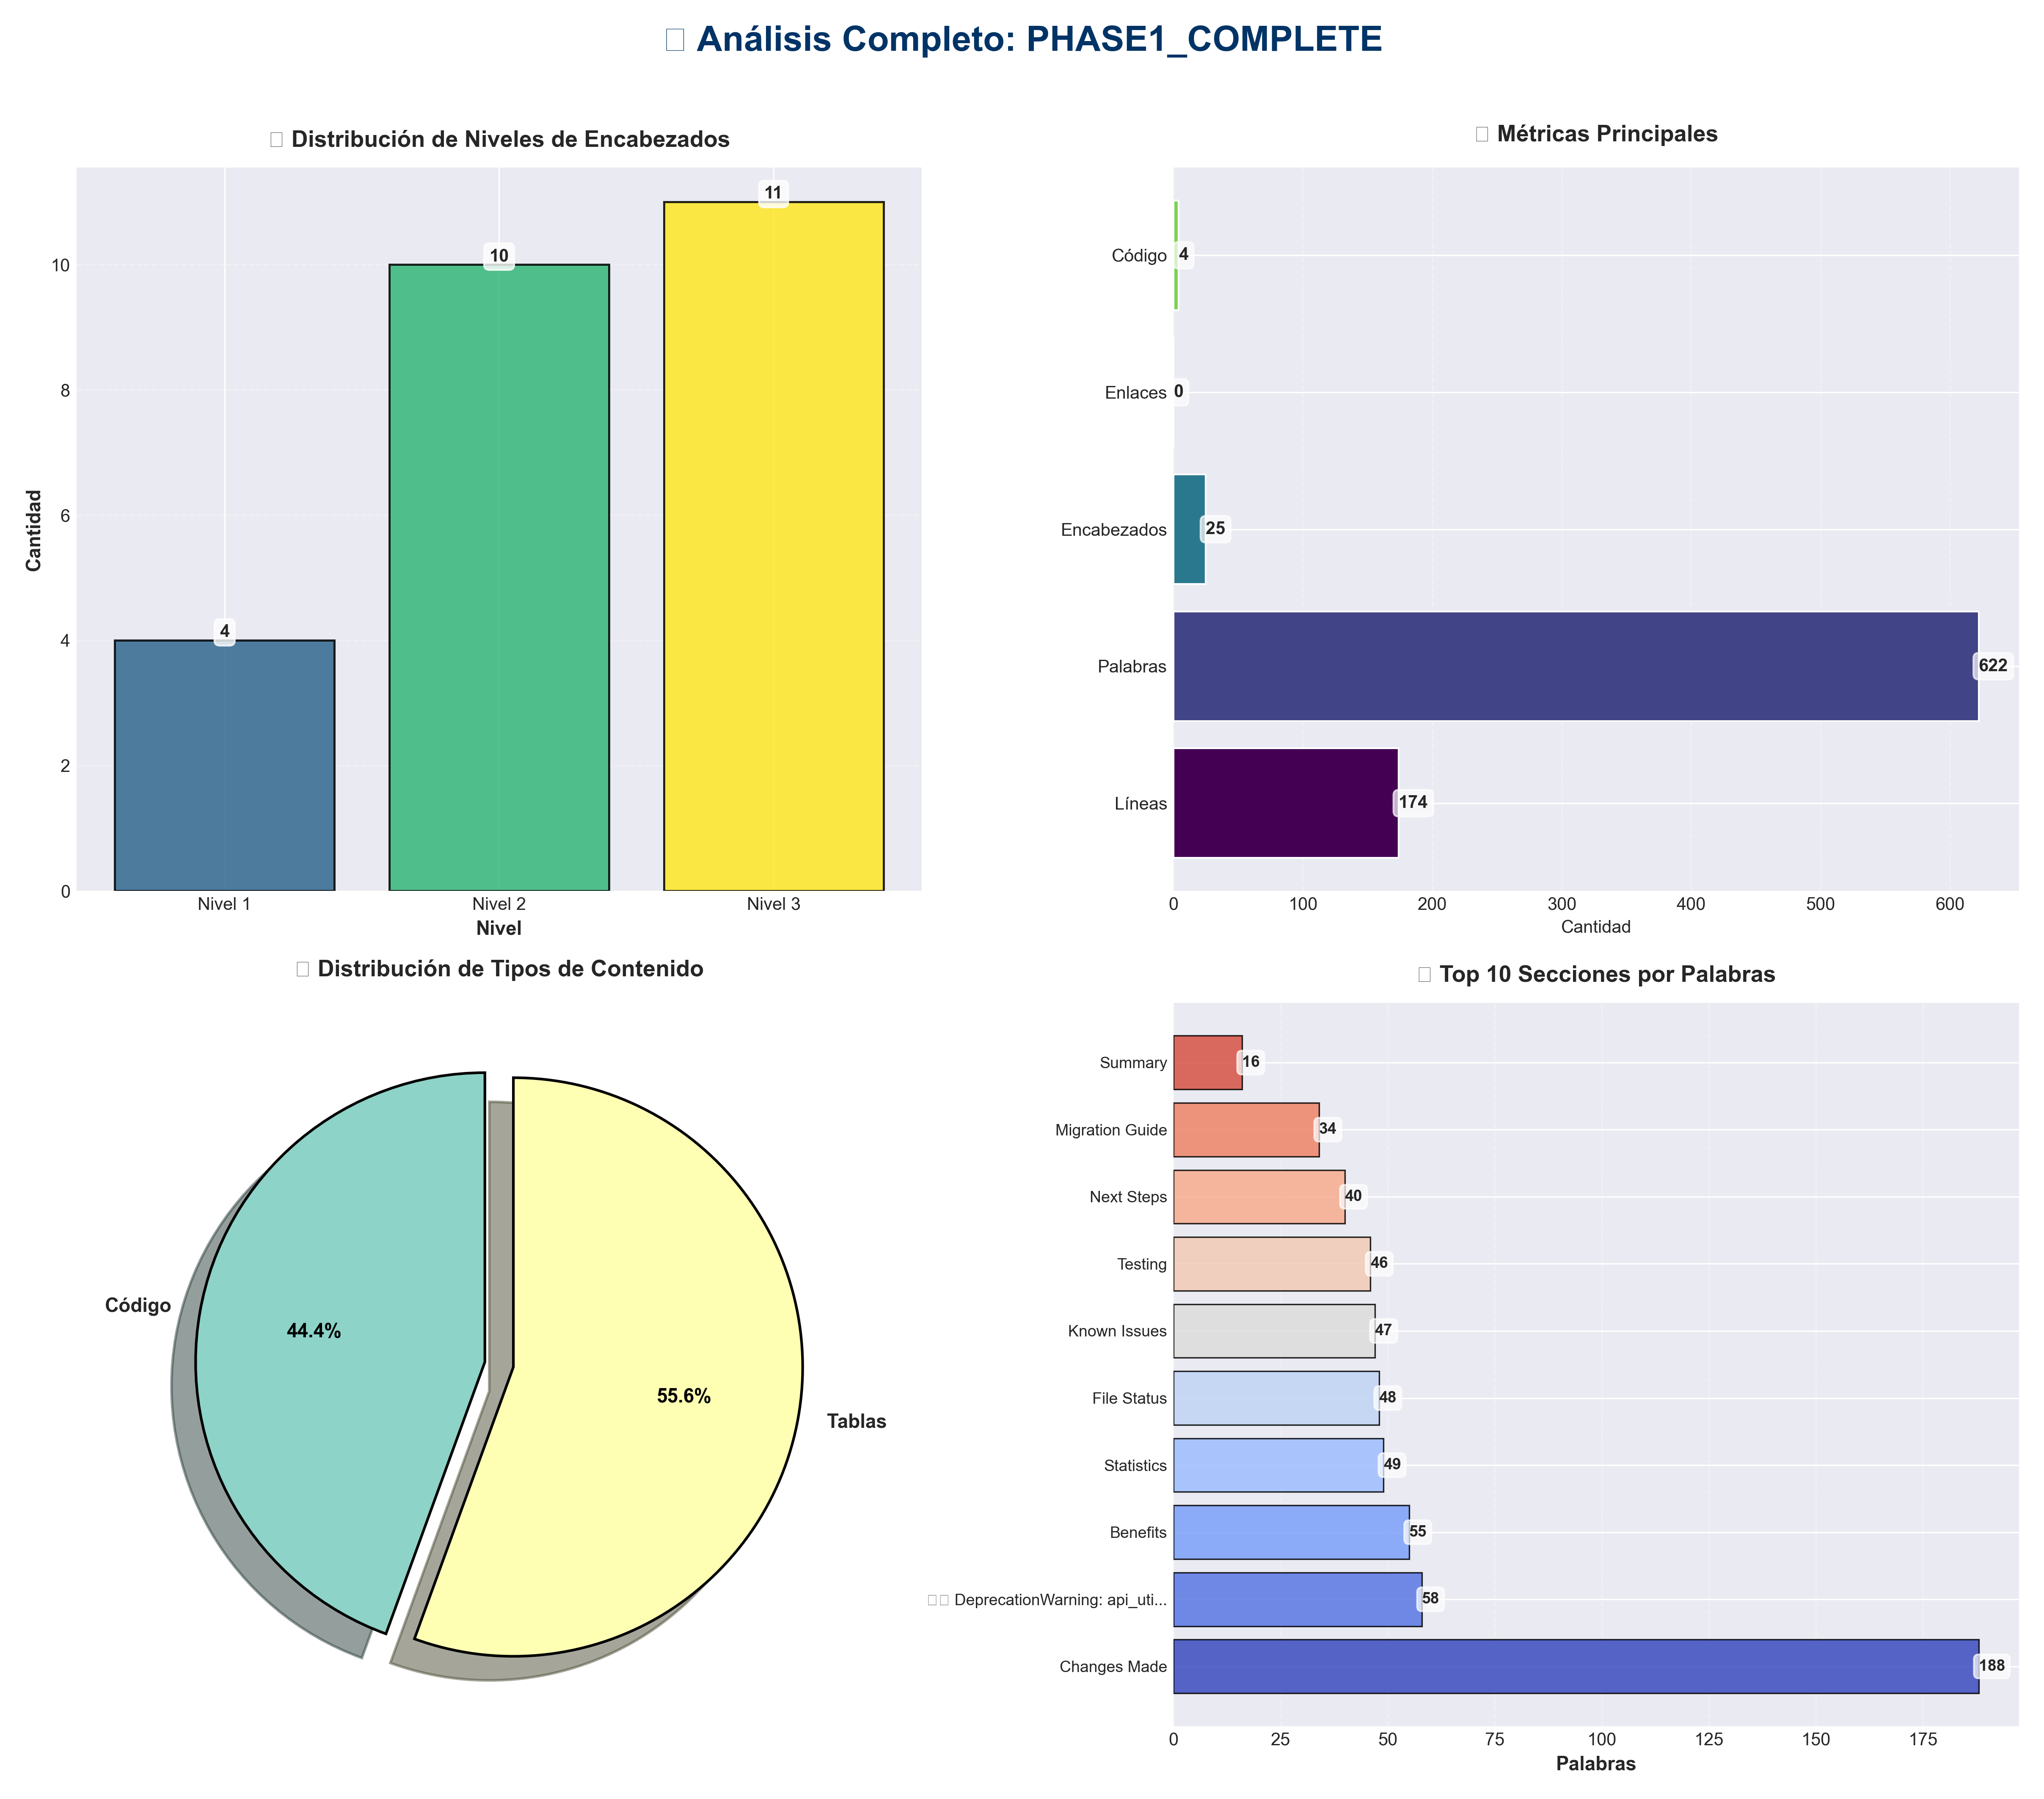 Análisis Completo: PHASE1_COMPLETE
Distribución de Niveles de Encabezados
Cantidad
10
8
6
4
2
0
4
10
11
Nivel 1
Nivel 2
Nivel 3
Nivel
Métricas Principales
Código
4
Enlaces
0
Encabezados
25
Palabras
622
Líneas
174
0
100
200
300
400
500
600
Cantidad
Distribución de Tipos de Contenido
Código
44.4%
55.6%
Tablas
Top 10 Secciones por Palabras
Summary
16
Migration Guide
34
Next Steps
40
Testing
46
Known Issues
47
File Status
48
Statistics
49
Benefits
55
DeprecationWarning: api_uti...
58
Changes Made
188
0
25
50
75
100
125
150
175
Palabras